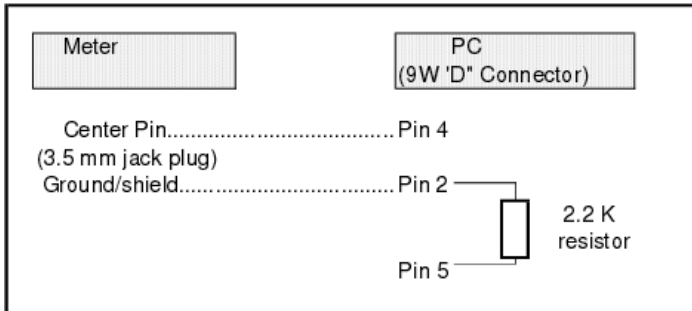 Meter PC
(9W 'D" Connector)
Center Pin......................................Pin 4
(3.5 mm jack plug)
Ground/shield....................................Pin 2
2.2 K
resistor
Pin 5